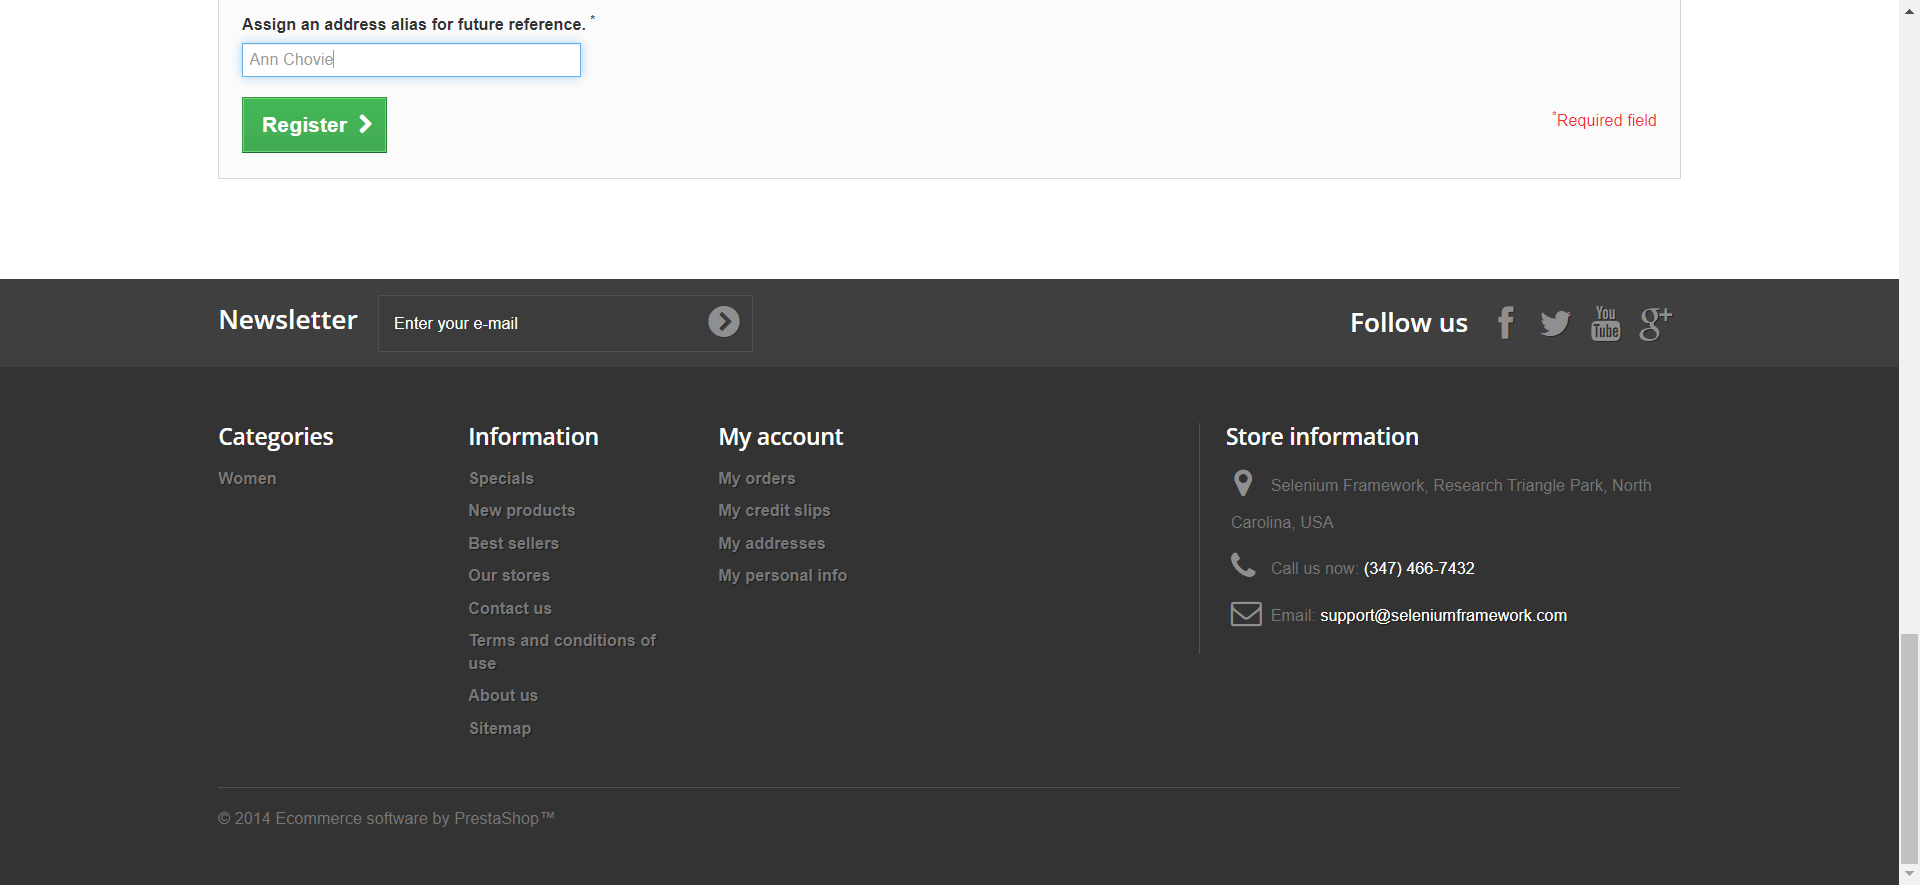 Assign an address alias for future reference. *
Ann Chovie
Register
*Required field
Newsletter
Enter your e-mail
Follow us
You
Tube
g+
Categories
Women
Information
Specials
New products
Best sellers
Our stores
Contact us
Terms and conditions of
use
About us
Sitemap
My account
My orders
My credit slips
My addresses
My personal info
Store information
Selenium Framework, Research Triangle Park, North
Carolina, USA
Call us now: (347) 466-7432
Email: support@seleniumframework.com
© 2014 Ecommerce software by PrestaShop™